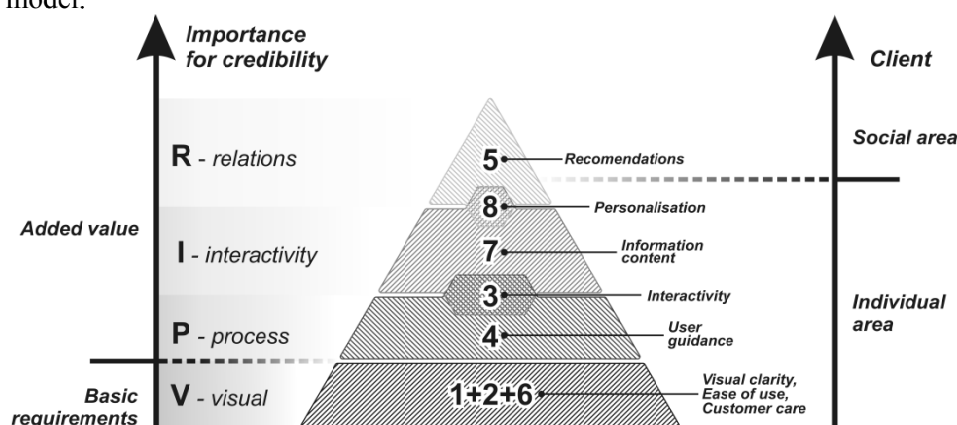 model.
Importance
for credibility
Client
R - relations
5
Recomendations
Social area
8
Personalisation
Added value
I - interactivity
7
Information
content
3
Interactivity
Individual
area
P - process
4
User
guidance
Basic
requirements
V - visual
1+2+6
Visual clarity,
Ease of use,
Customer care